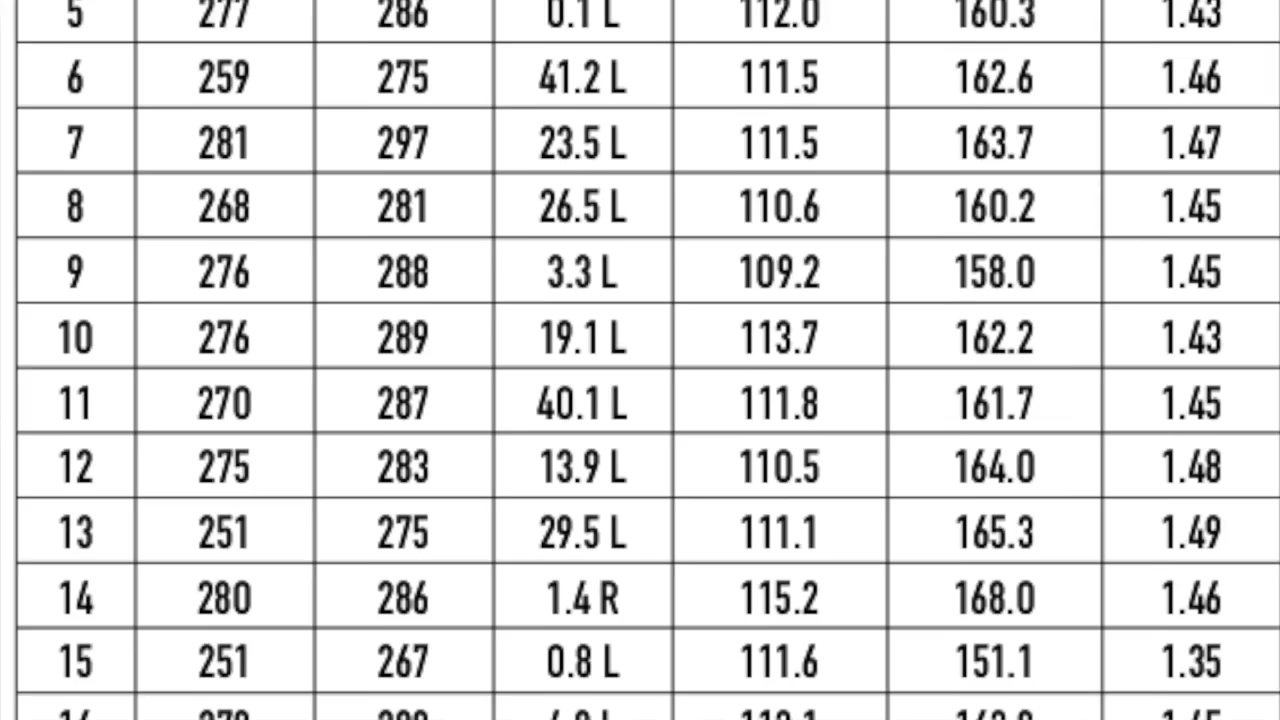 5 277 286 0.1 L 112.0 160.3 1.43
6 259 275 41.2 L 111.5 162.6 1.46
7 281 297 23.5 L 111.5 163.7 1.47
8 268 281 26.5 L 110.6 160.2 1.45
9 276 288 3.3 L 109.2 158.0 1.45
10 276 289 19.1 L 113.7 162.2 1.43
11 270 287 40.1 L 111.8 161.7 1.45
12 275 283 13.9 L 110.5 164.0 1.48
13 251 275 29.5 L 111.1 165.3 1.49
14 280 286 1.4 R 115.2 168.0 1.46
15 251 267 0.8 L 111.6 151.1 1.35